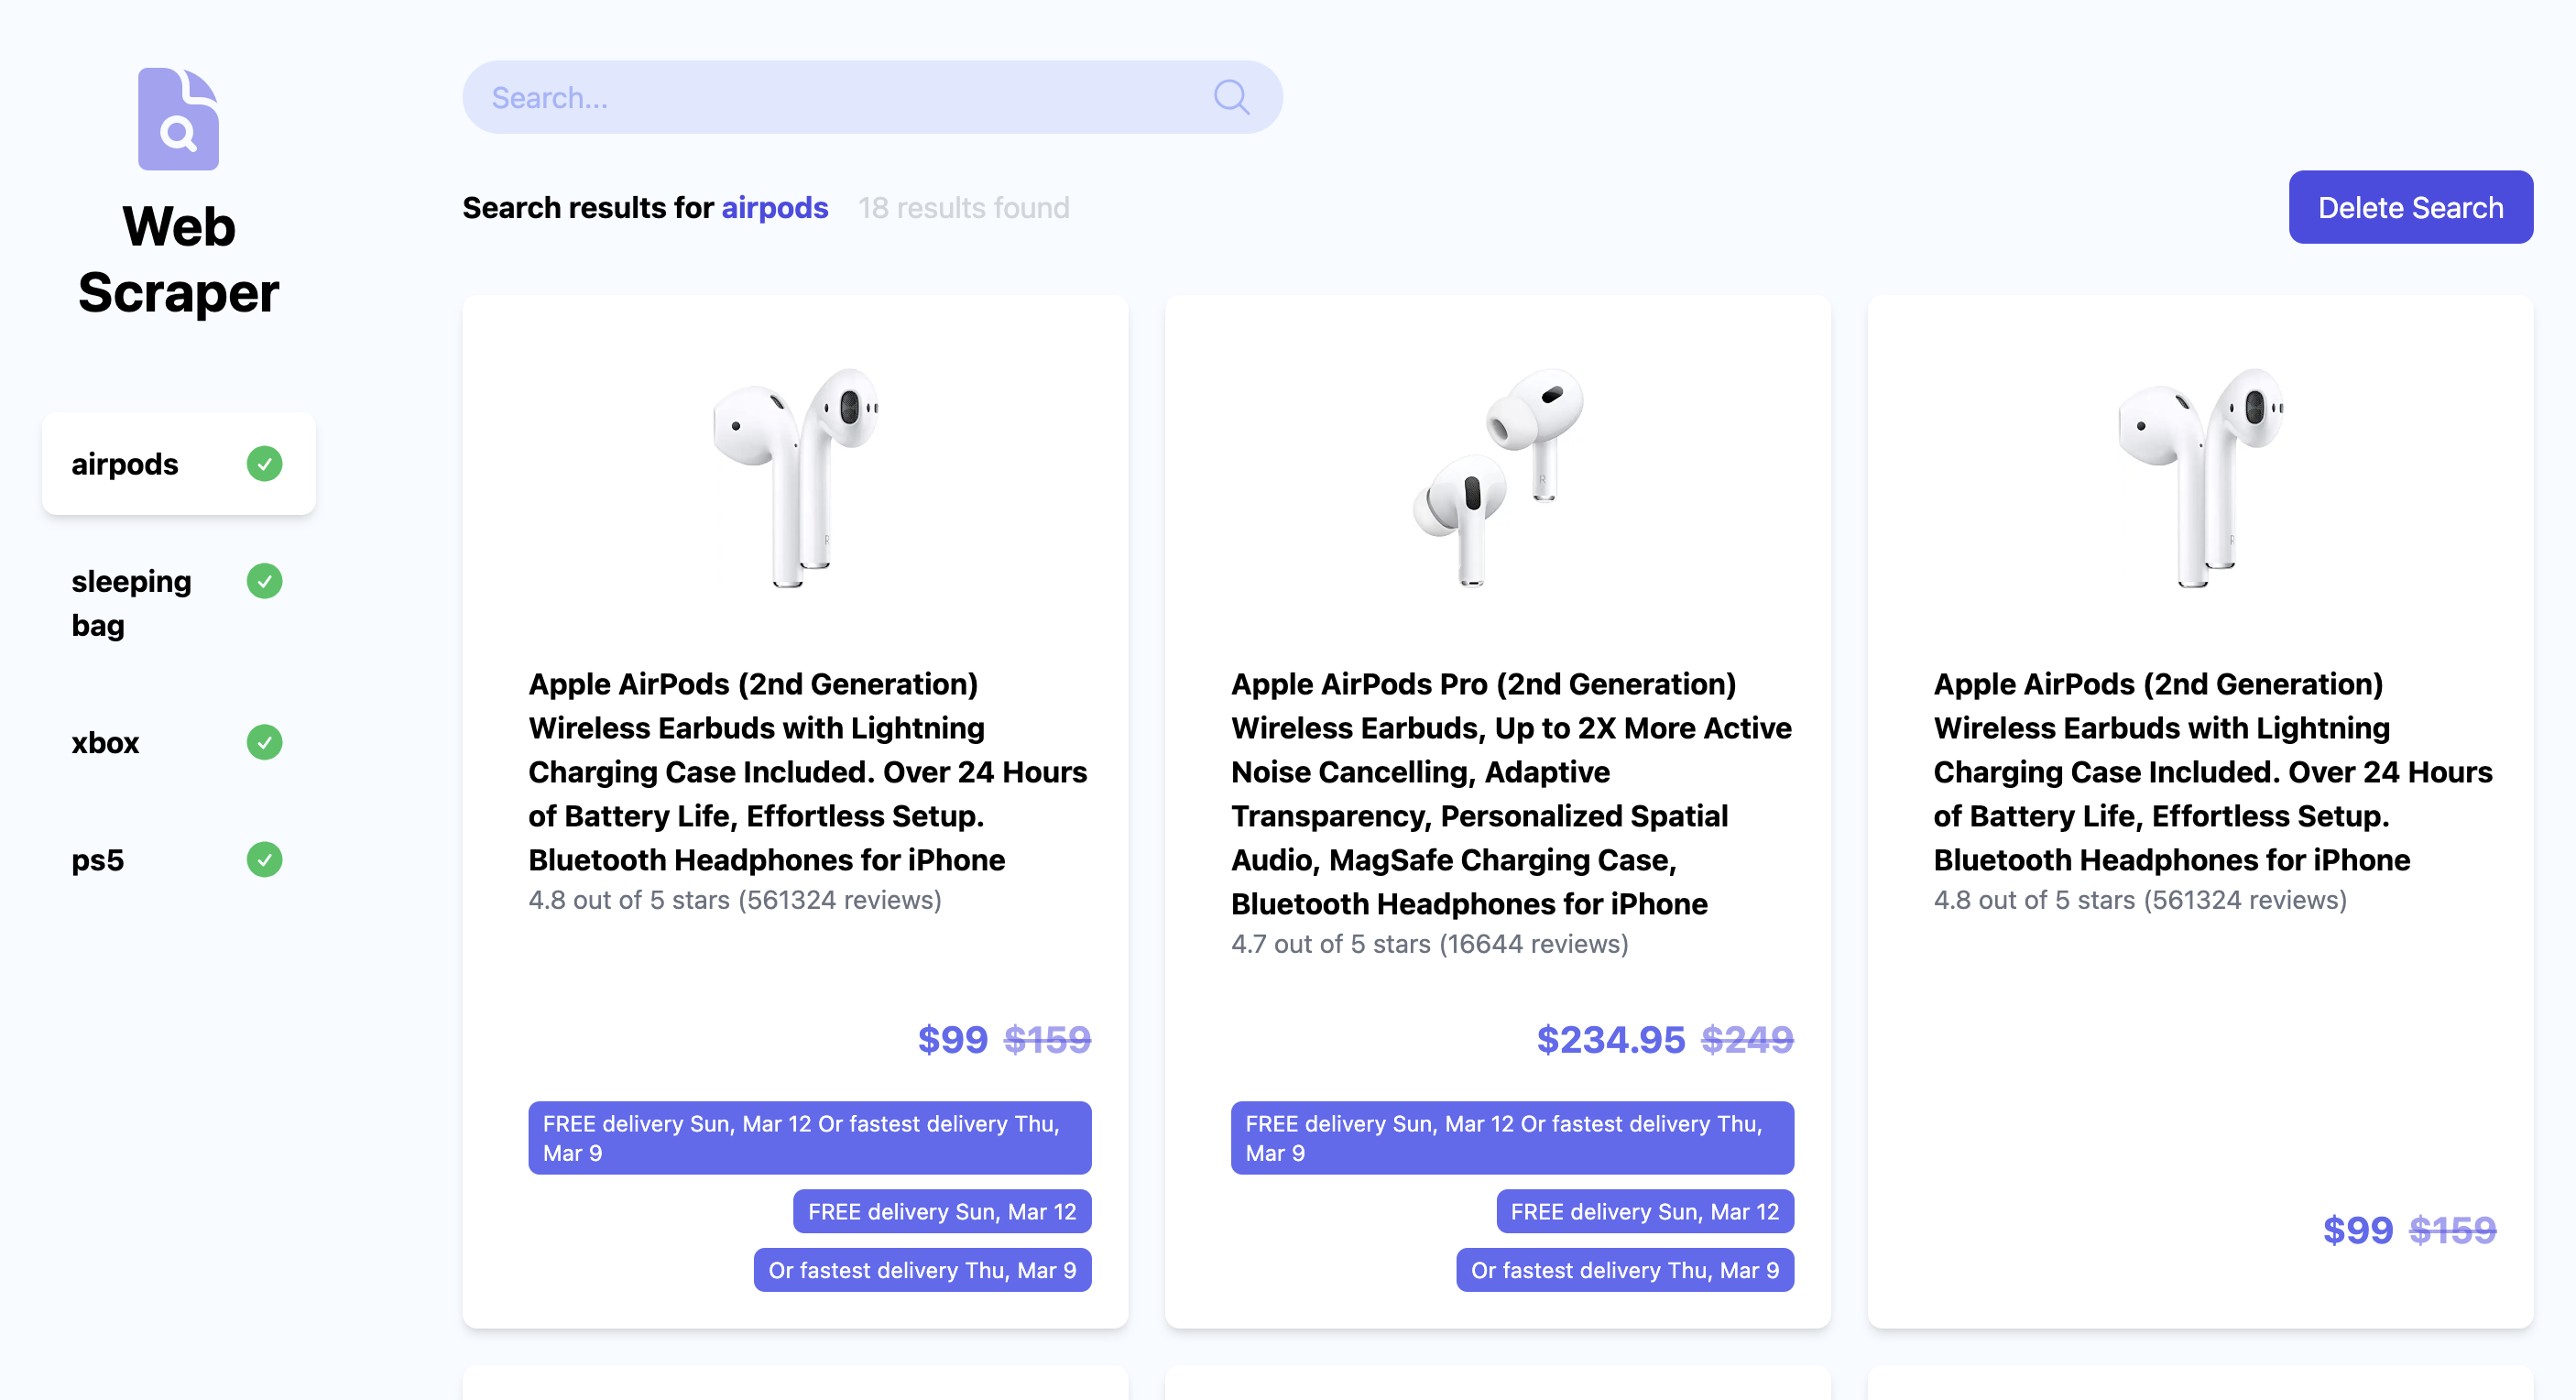 Web
Scraper
airpods
sleeping
bag
xbox
ps5
Search...
Search results for airpods 18 results found
Delete Search
Apple AirPods (2nd Generation)
Wireless Earbuds with Lightning
Charging Case Included. Over 24 Hours
of Battery Life, Effortless Setup.
Bluetooth Headphones for iPhone
4.8 out of 5 stars (561324 reviews)
$99 $159
FREE delivery Sun, Mar 12 Or fastest delivery Thu,
Mar 9
FREE delivery Sun, Mar 12
Or fastest delivery Thu, Mar 9
Apple AirPods Pro (2nd Generation)
Wireless Earbuds, Up to 2X More Active
Noise Cancelling, Adaptive
Transparency, Personalized Spatial
Audio, MagSafe Charging Case,
Bluetooth Headphones for iPhone
4.7 out of 5 stars (16644 reviews)
$234.95 $249
FREE delivery Sun, Mar 12 Or fastest delivery Thu,
Mar 9
FREE delivery Sun, Mar 12
Or fastest delivery Thu, Mar 9
Apple AirPods (2nd Generation)
Wireless Earbuds with Lightning
Charging Case Included. Over 24 Hours
of Battery Life, Effortless Setup.
Bluetooth Headphones for iPhone
4.8 out of 5 stars (561324 reviews)
$99 $159